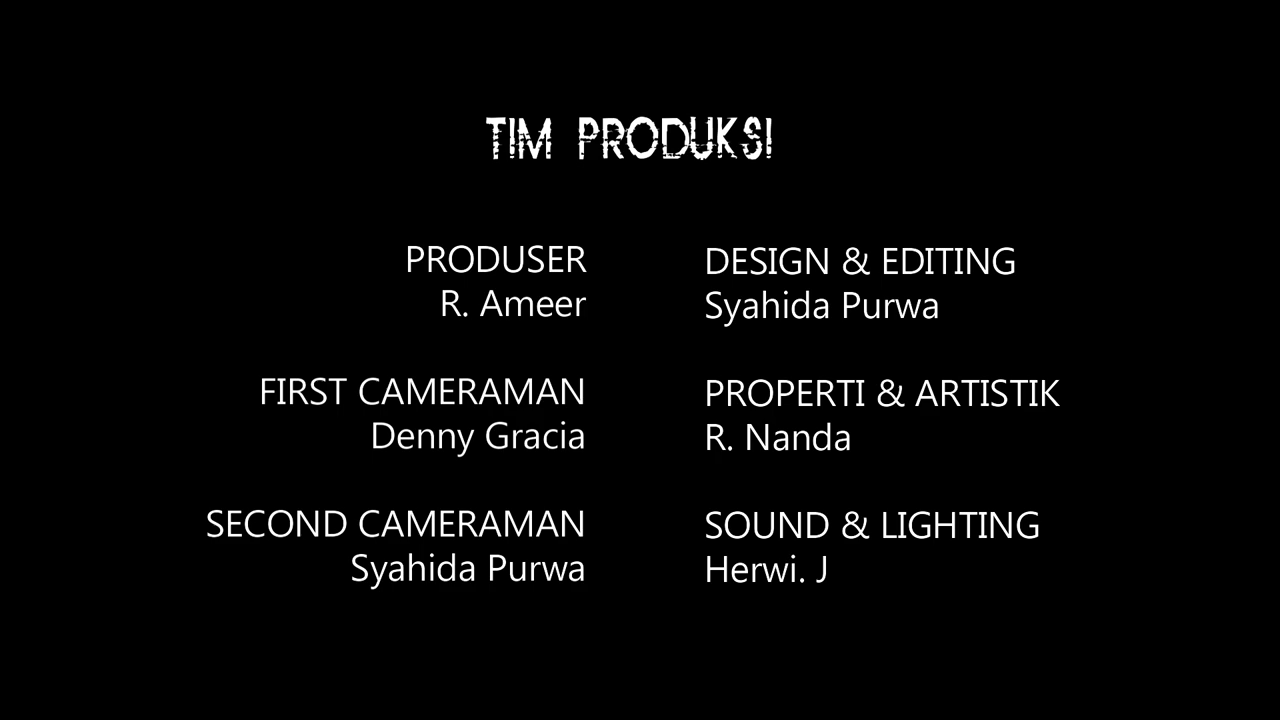 TIM PRODUKSI
PRODUSER
R. Ameer
FIRST CAMERAMAN
Denny Gracia
SECOND CAMERAMAN
Syahida Purwa
DESIGN & EDITING
Syahida Purwa
PROPERTI & ARTISTIK
R. Nanda
SOUND & LIGHTING
Herwi. J